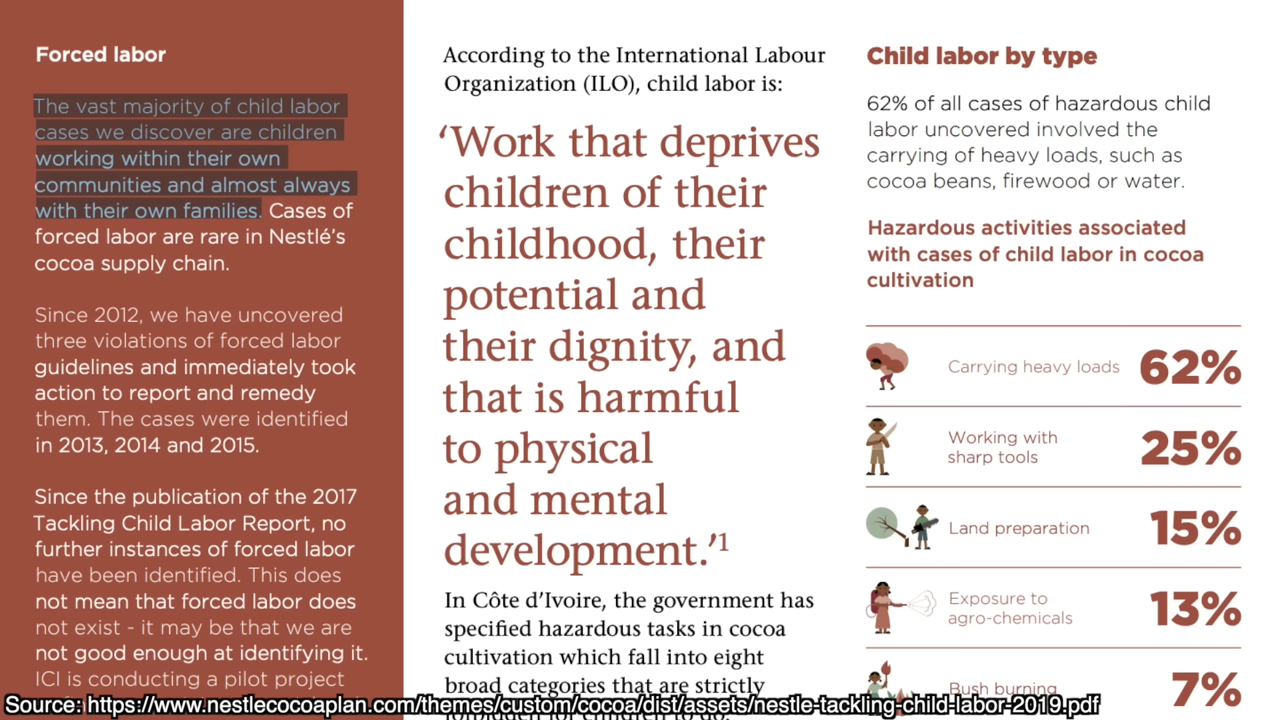 Forced labor
The vast majority of child labor
cases we discover are children
working within their own
communities and almost always
with their own families. Cases of
forced labor are rare in Nestlé’s
cocoa supply chain.
Since 2012, we have uncovered
three violations of forced labor
guidelines and immediately took
action to report and remedy
them. The cases were identified
in 2013, 2014 and 2015.
Since the publication of the 2017
Tackling Child Labor Report, no
further instances of forced labor
have been identified. This does
not mean that forced labor does
not exist - it may be that we are
not good enough at identifying it.
ICI is conducting a pilot project
According to the International Labour
Organization (ILO), child labor is:
‘Work that deprives
children of their
childhood, their
potential and
their dignity, and
that is harmful
to physical
and mental
development.’1
In Côte d’Ivoire, the government has
specified hazardous tasks in cocoa
cultivation which fall into eight
broad categories that are strictly
forbidden for children to do:
Child labor by type
62% of all cases of hazardous child
labor uncovered involved the
carrying of heavy loads, such as
cocoa beans, firewood or water.
Hazardous activities associated
with cases of child labor in cocoa
cultivation
Carrying heavy loads 62%
Working with
sharp tools 25%
Land preparation 15%
Exposure to
agro-chemicals 13%
Bush burning 7%
Source: https://www.nestlecocoaplan.com/themes/custom/cocoa/dist/assets/nestle-tackling-child-labor-2019.pdf